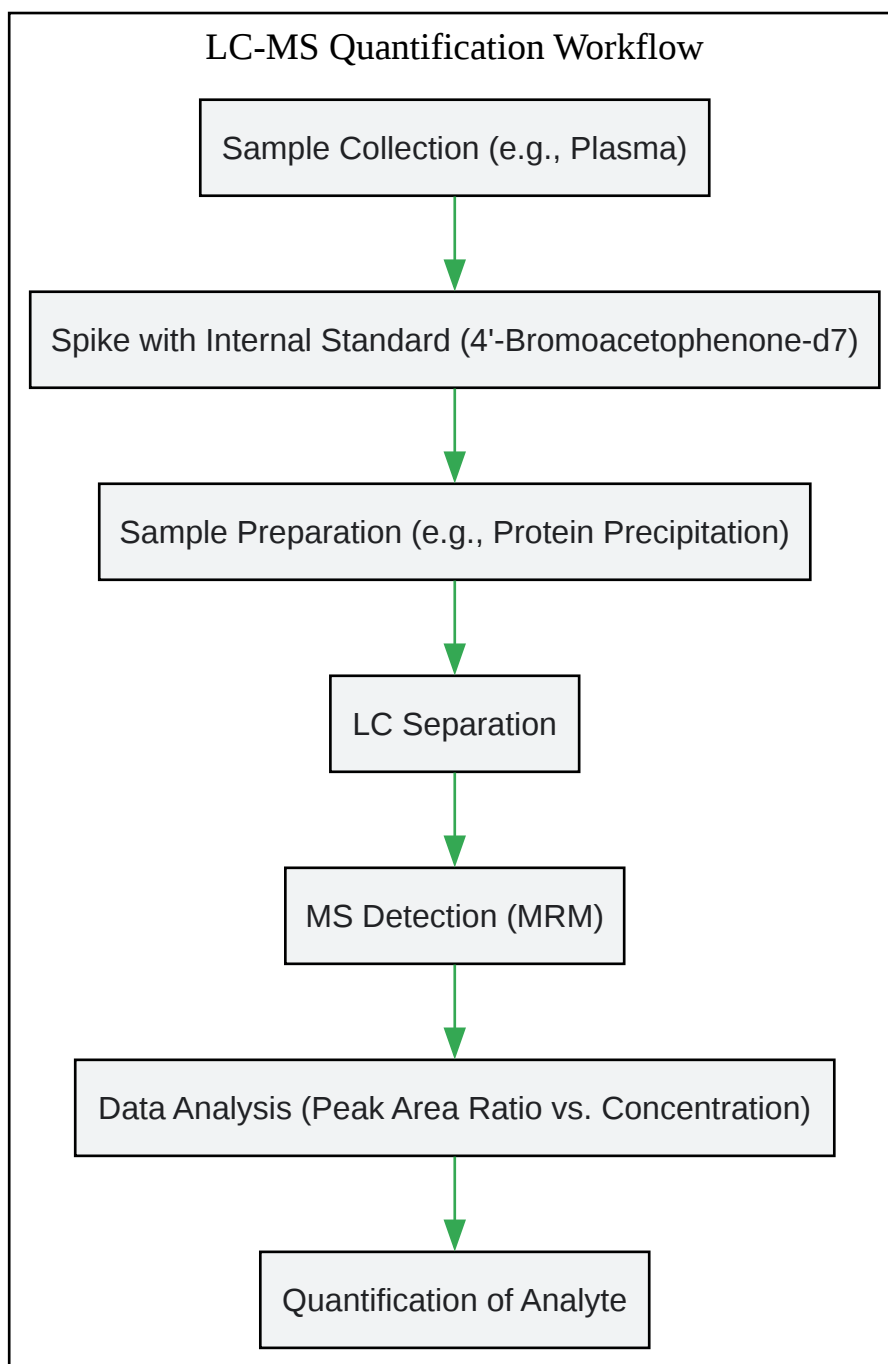 LC-MS Quantification Workflow
Sample Collection (e.g., Plasma)
Spike with Internal Standard (4'-Bromoacetophenone-d7)
Sample Preparation (e.g., Protein Precipitation)
LC Separation
MS Detection (MRM)
Data Analysis (Peak Area Ratio vs. Concentration)
Quantification of Analyte